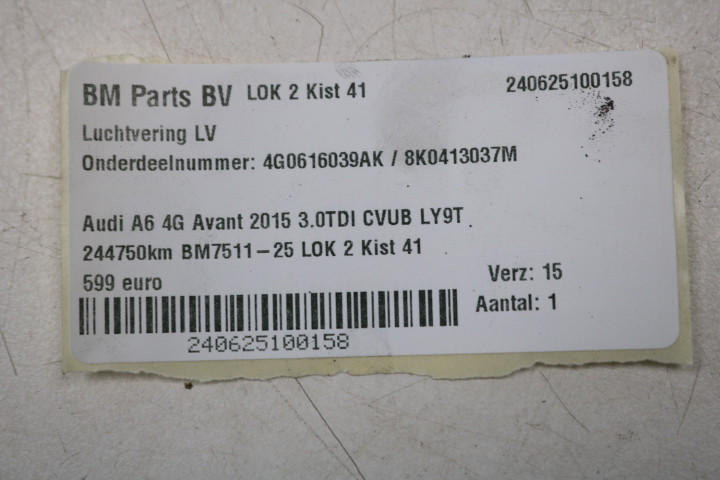 BM Parts BV LOK 2 Kist 41 240625100158
Luchtvering LV
Onderdeelnummer: 4G0616039AK / 8K0413037M
Audi A6 4G Avant 2015 3.0TDI CVUB LY9T
244750km BM7511-25 LOK 2 Kist 41
599 euro Verz: 15
Aantal: 1
240625100158